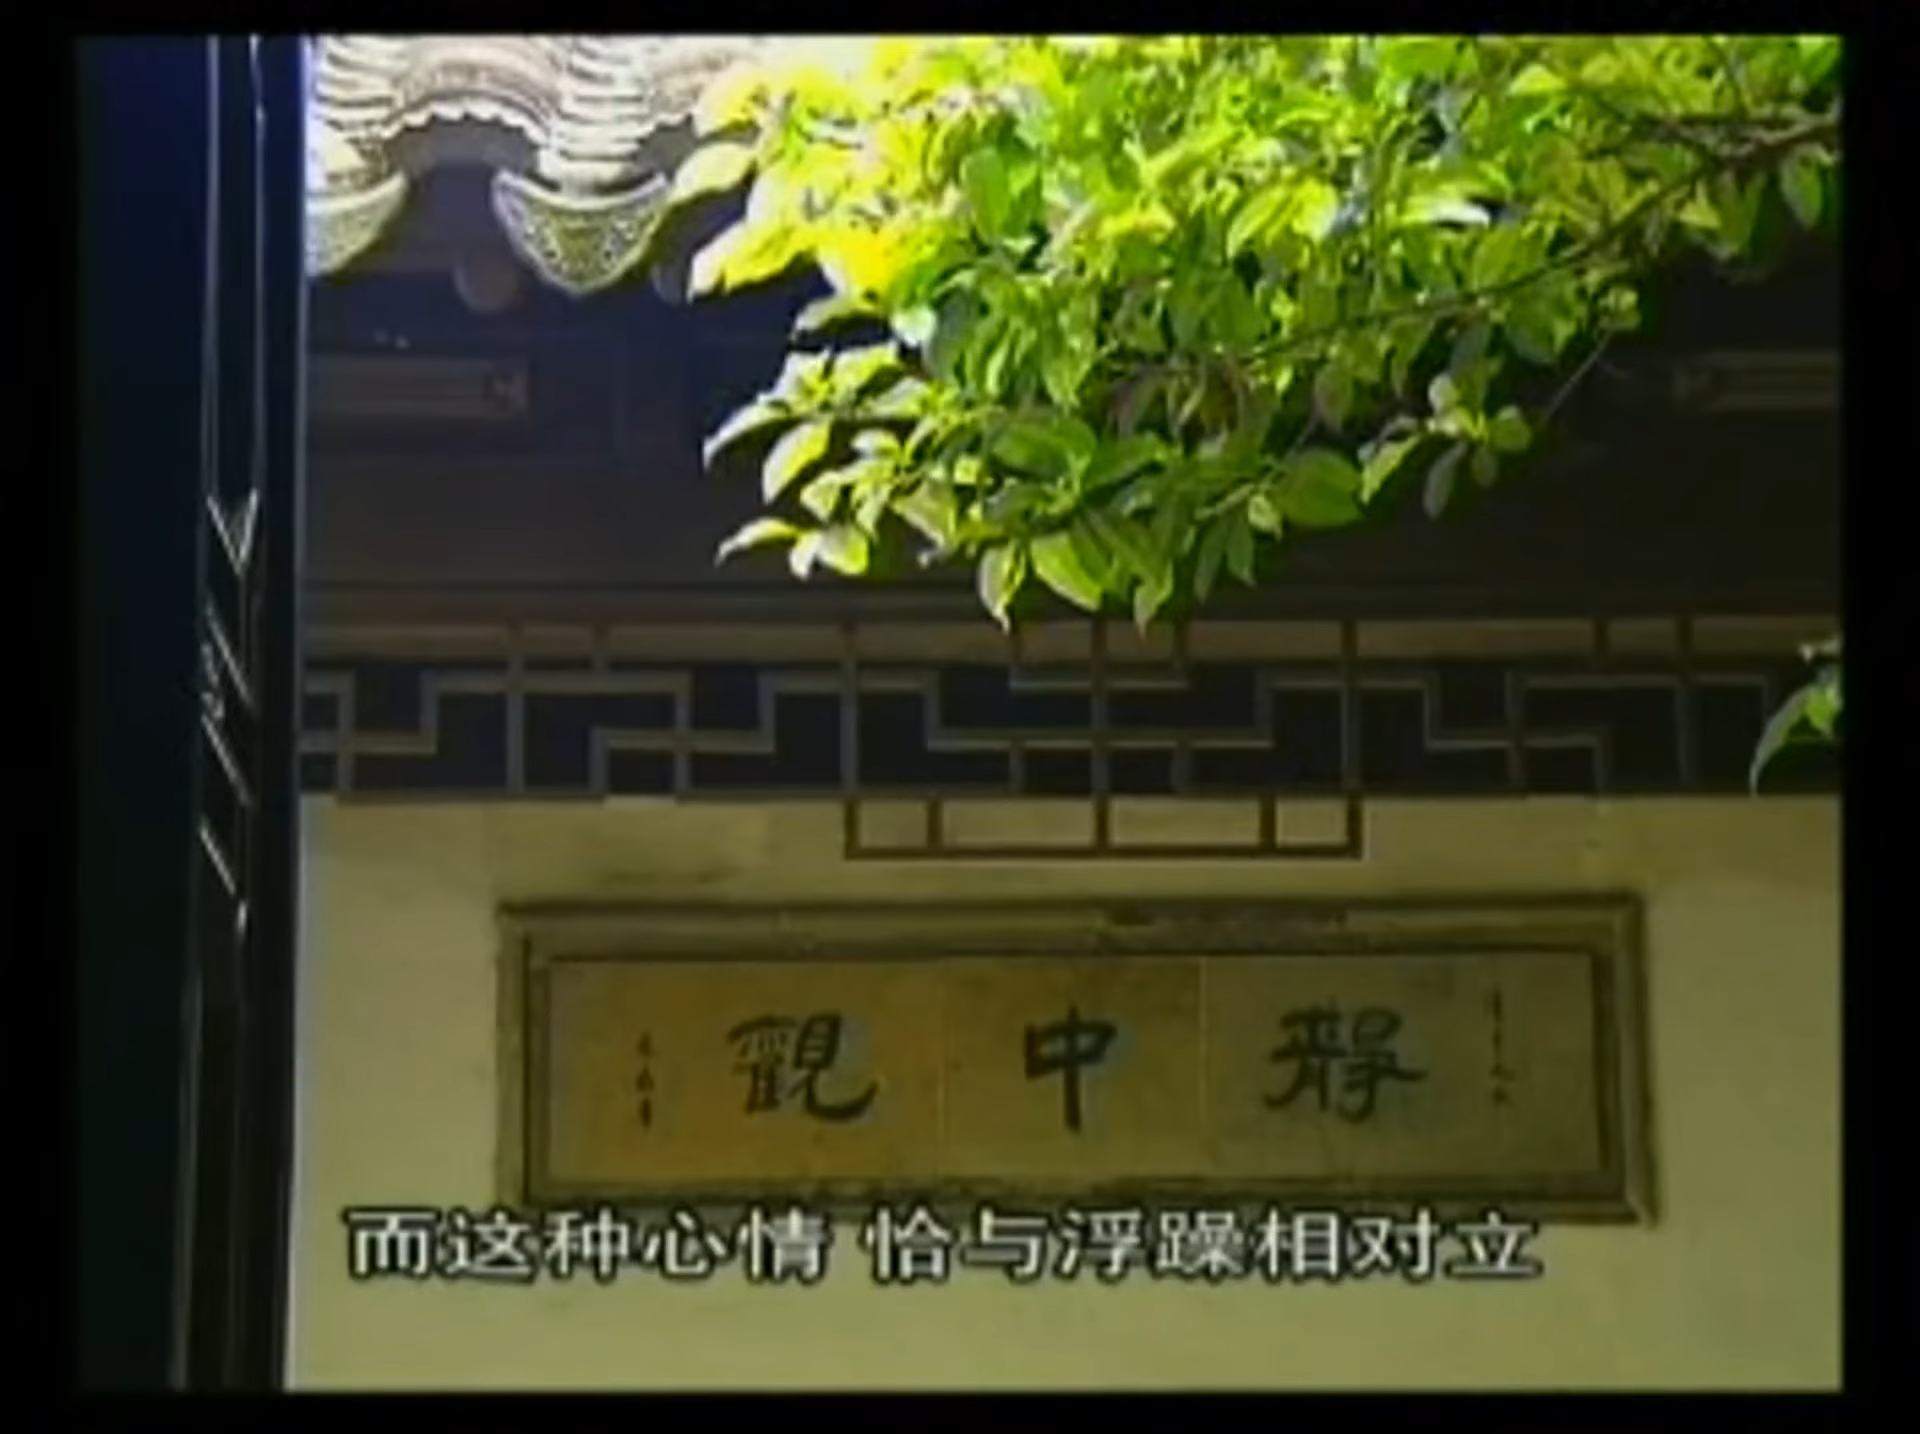 靜中觀
而这种心情 恰与浮躁相对立